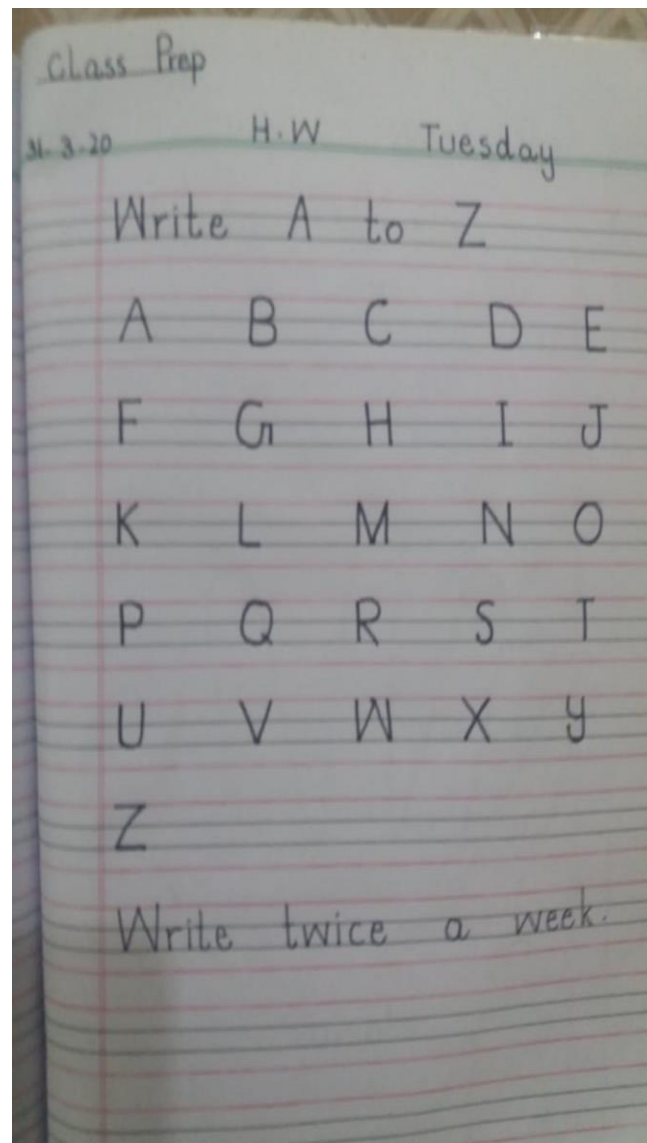 Class Prep
31-3-20 H.W Tuesday
Write A to Z
A B C D E
F G H I J
K L M N O
P Q R S T
U V W X Y
Z
Write twice a week.